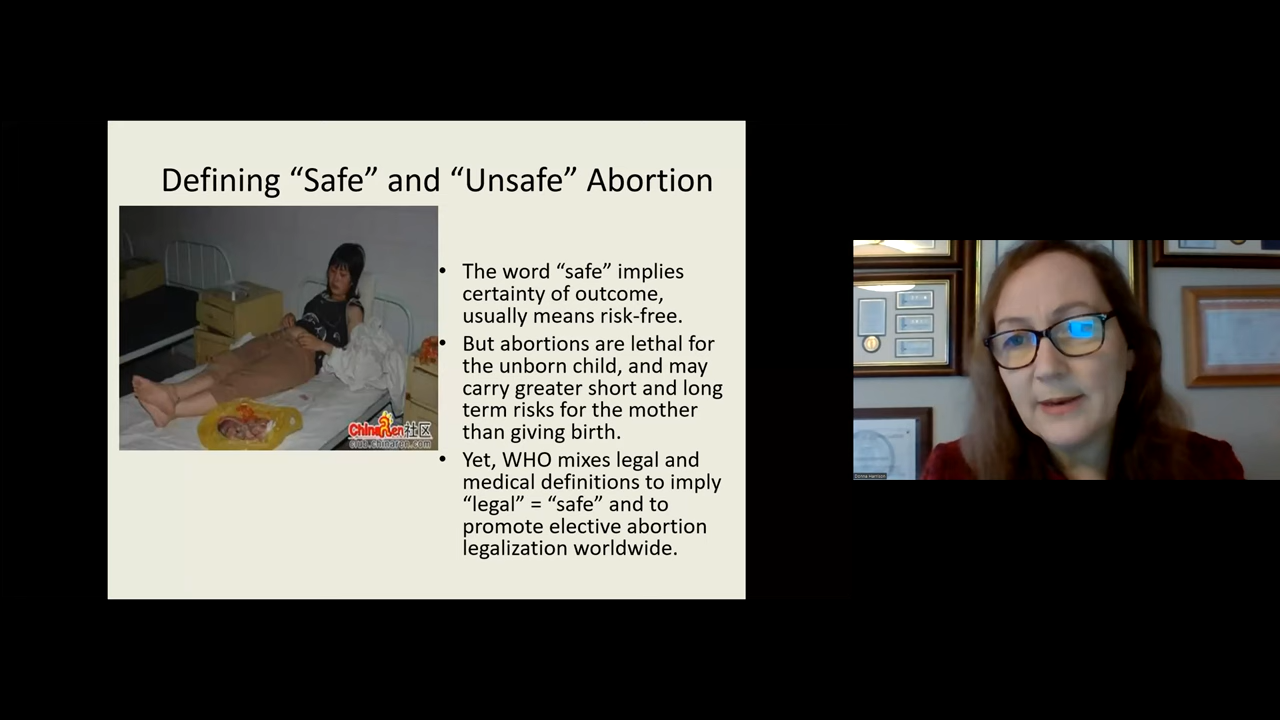 Defining “Safe” and “Unsafe” Abortion
• The word “safe” implies
certainty of outcome,
usually means risk-free.
• But abortions are lethal for
the unborn child, and may
carry greater short and long
term risks for the mother
than giving birth.
• Yet, WHO mixes legal and
medical definitions to imply
“legal” = “safe” and to
promote elective abortion
legalization worldwide.
ChinaRen社区
club.chinaren.com